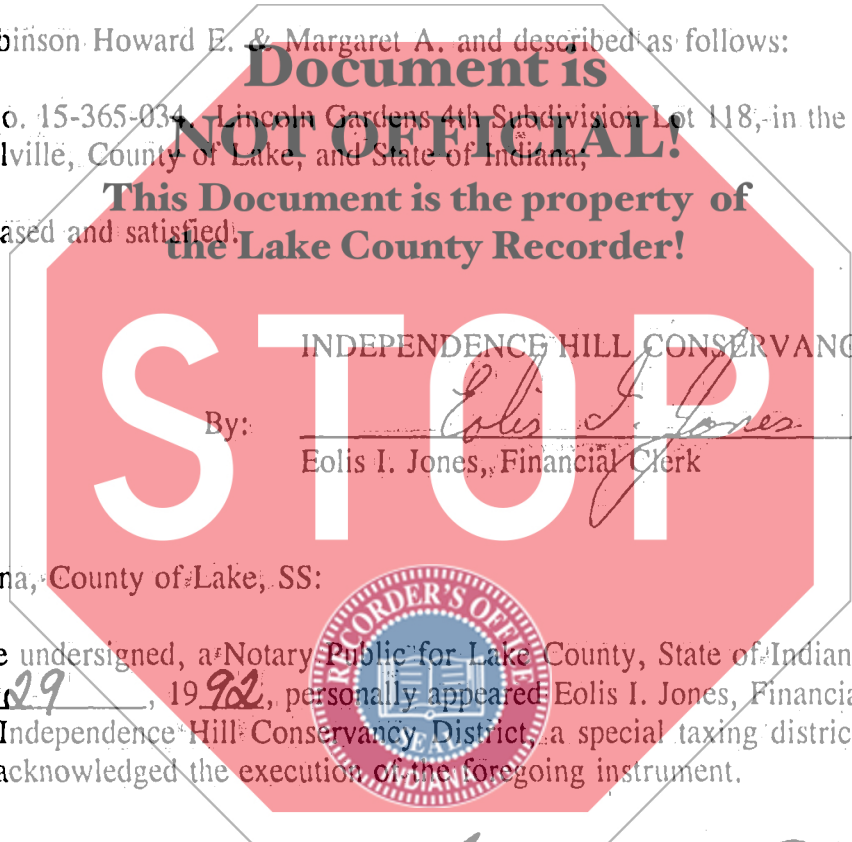 binson Howard E. & Margaret A. and described as follows:
Document is
o. 15-365-034 Lincoln Gardens 4th Subdivision Lot 118, in the
NOT OFFICIAL!
lville, County of Lake, and State of Indiana;
This Document is the property of
ased and satisfied.
the Lake County Recorder!
STOP
INDEPENDENCE HILL CONSERVANC
By: Eolis I. Jones
Eolis I. Jones, Financial Clerk
na, County of Lake, SS:
RECORDER'S OFFICE
SEAL
INDIANA
e undersigned, a Notary Public for Lake County, State of Indian
29, 1992, personally appeared Eolis I. Jones, Financia
Independence Hill Conservancy District, a special taxing distric
acknowledged the execution of the foregoing instrument.